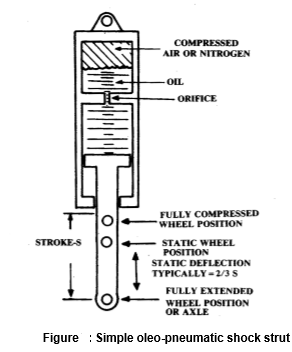 COMPRESSED
AIR OR NITROGEN
OIL
ORIFICE
FULLY COMPRESSED
WHEEL POSITION
STROKE-S
STATIC WHEEL
POSITION
STATIC DEFLECTION
TYPICALLY = 2/3 S
FULLY EXTENDED
WHEEL POSITION
OR AXLE
Figure : Simple oleo-pneumatic shock strut